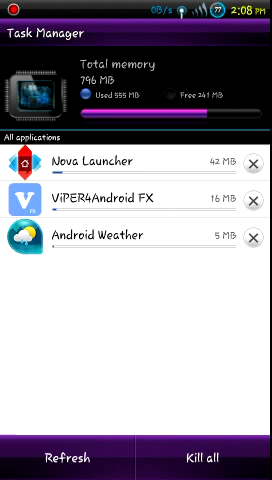 0B/s 77 2:08 PM
Task Manager
Total memory
796 MB
Used 555 MB Free 241 MB
All applications
Nova Launcher 42 MB
V FX ViPER4Android FX 16 MB
Android Weather 5 MB
Refresh Kill all